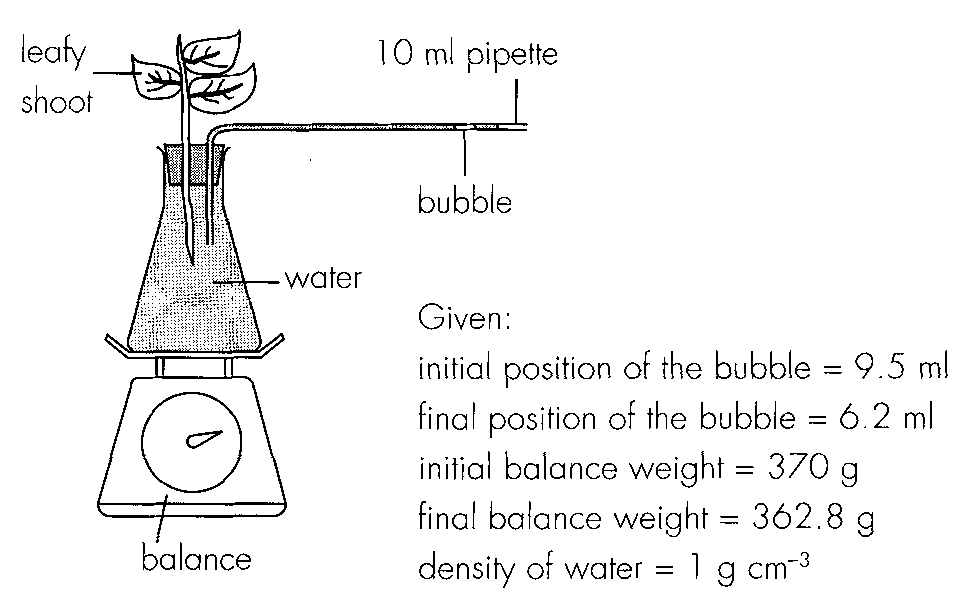 leafy
shoot
10 ml pipette
bubble
water
Given:
initial position of the bubble = 9.5 ml
final position of the bubble = 6.2 ml
initial balance weight = 370 g
final balance weight = 362.8 g
balance
density of water = 1 g cm⁻³